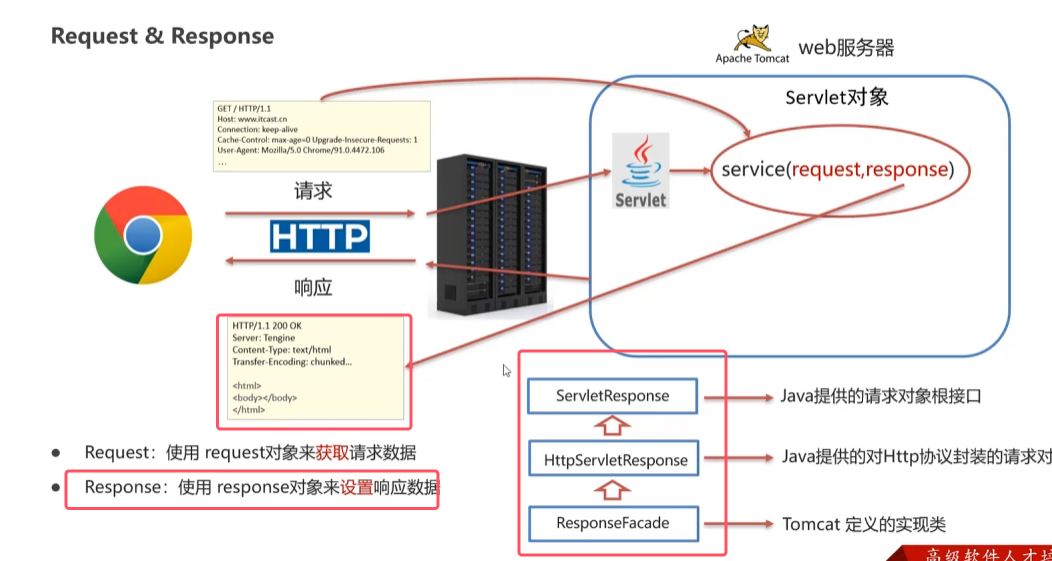 Request & Response
Apache Tomcat
web服务器
Servlet对象
GET / HTTP/1.1
Host: www.itcast.cn
Connection: keep-alive
Cache-Control: max-age=0 Upgrade-Insecure-Requests: 1
User-Agent: Mozilla/5.0 Chrome/91.0.4472.106
...
请求
HTTP
响应
Servlet
service(request,response)
HTTP/1.1 200 OK
Server: Tengine
Content-Type: text/html
Transfer-Encoding: chunked...
<html>
<body></body>
</html>
ServletResponse
Java提供的请求对象根接口
HttpServletResponse
Java提供的对Http协议封装的请求对
ResponseFacade
Tomcat 定义的实现类
● Request：使用 request对象来获取请求数据
● Response：使用 response对象来设置响应数据
高级软件人才培